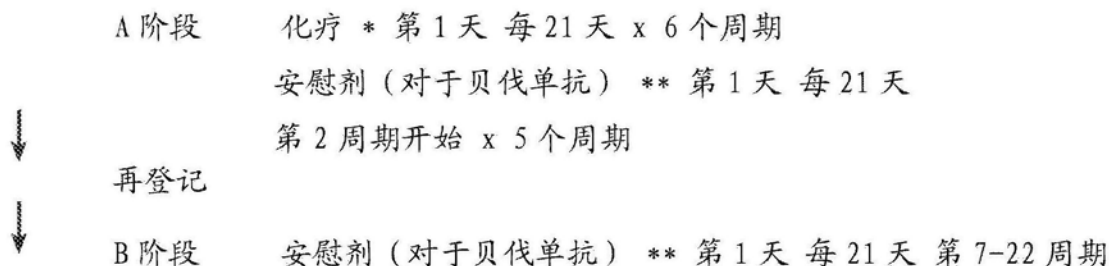 A 阶段 化疗 * 第 1 天 每 21 天 x 6 个周期
安慰剂（对于贝伐单抗） ** 第 1 天 每 21 天
第 2 周期开始 x 5 个周期
再登记
B 阶段 安慰剂（对于贝伐单抗） ** 第 1 天 每 21 天 第 7-22 周期